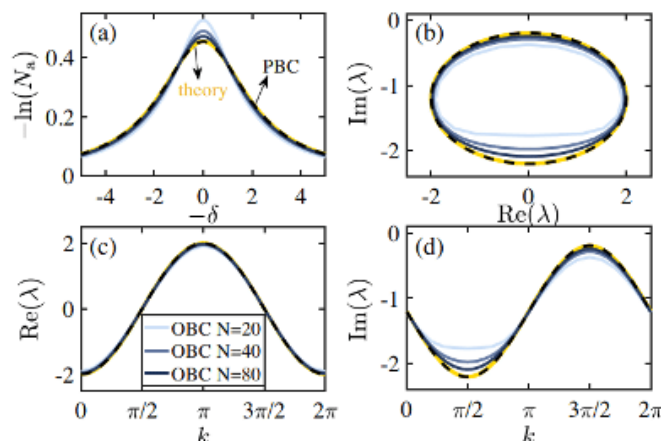 (a)
−ln(Nₐ)
0.4
0.2
0
PBC
theory
-4 -2 0 2 4
−δ
(b)
Im(λ)
0
-1
-2
-2 0 2
Re(λ)
(c)
Re(λ)
2
0
-2
OBC N=20
OBC N=40
OBC N=80
0 π/2 π 3π/2 2π
k
(d)
Im(λ)
0
-1
-2
0 π/2 π 3π/2 2π
k